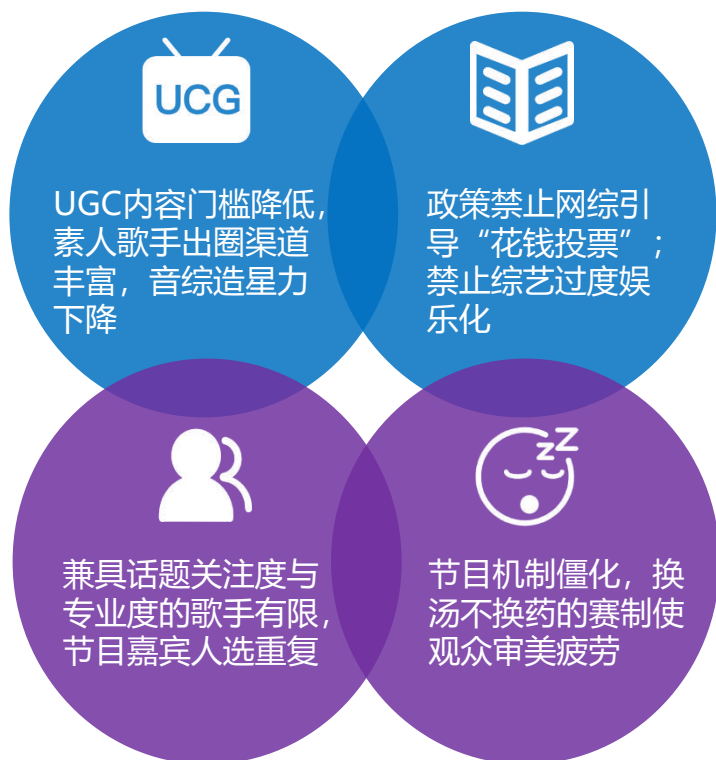 UCG
UGC内容门槛降低，
素人歌手出圈渠道
丰富，音综造星力
下降
政策禁止网综引
导“花钱投票”；
禁止综艺过度娱
乐化
zZ
兼具话题关注度与
专业度的歌手有限，
节目嘉宾人选重复
节目机制僵化，换
汤不换药的赛制使
观众审美疲劳